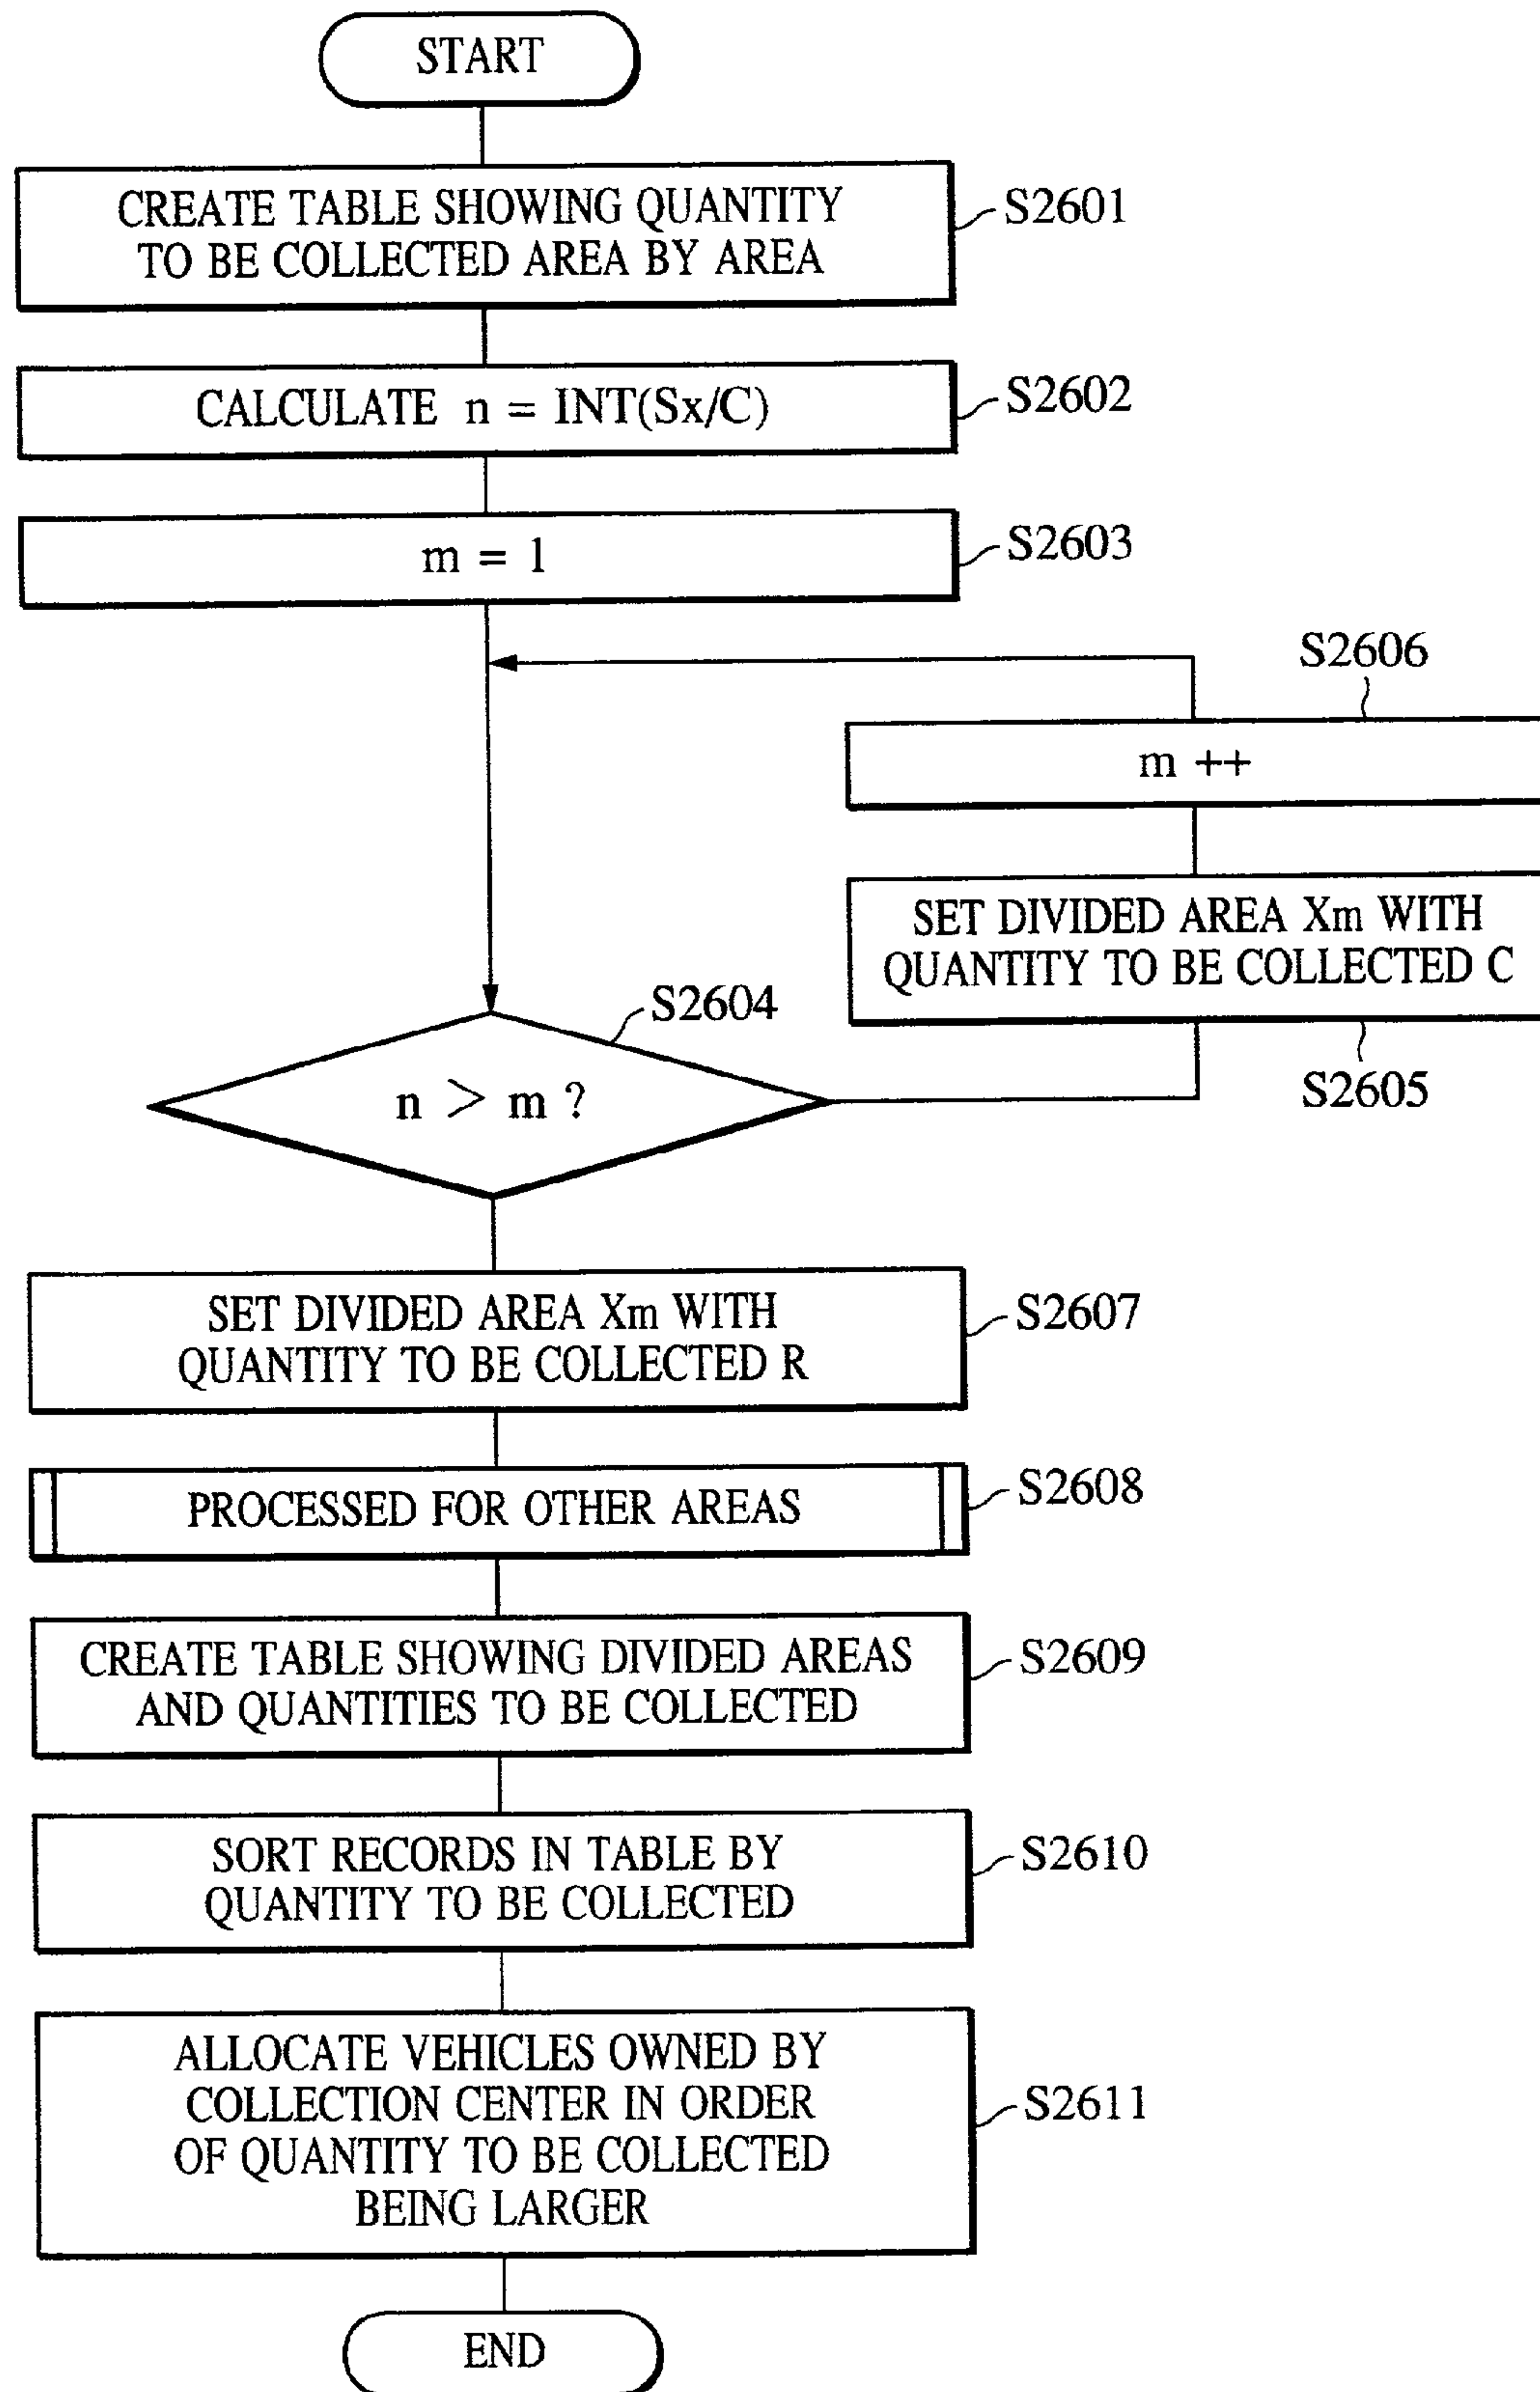 START
CREATE TABLE SHOWING QUANTITY
TO BE COLLECTED AREA BY AREA
S2601
CALCULATE n = INT(Sx/C)
S2602
m = 1
S2603
S2606
m ++
SET DIVIDED AREA Xm WITH
QUANTITY TO BE COLLECTED C
S2605
S2604
n > m ?
SET DIVIDED AREA Xm WITH
QUANTITY TO BE COLLECTED R
S2607
PROCESSED FOR OTHER AREAS
S2608
CREATE TABLE SHOWING DIVIDED AREAS
AND QUANTITIES TO BE COLLECTED
S2609
SORT RECORDS IN TABLE BY
QUANTITY TO BE COLLECTED
S2610
ALLOCATE VEHICLES OWNED BY
COLLECTION CENTER IN ORDER
OF QUANTITY TO BE COLLECTED
BEING LARGER
S2611
END